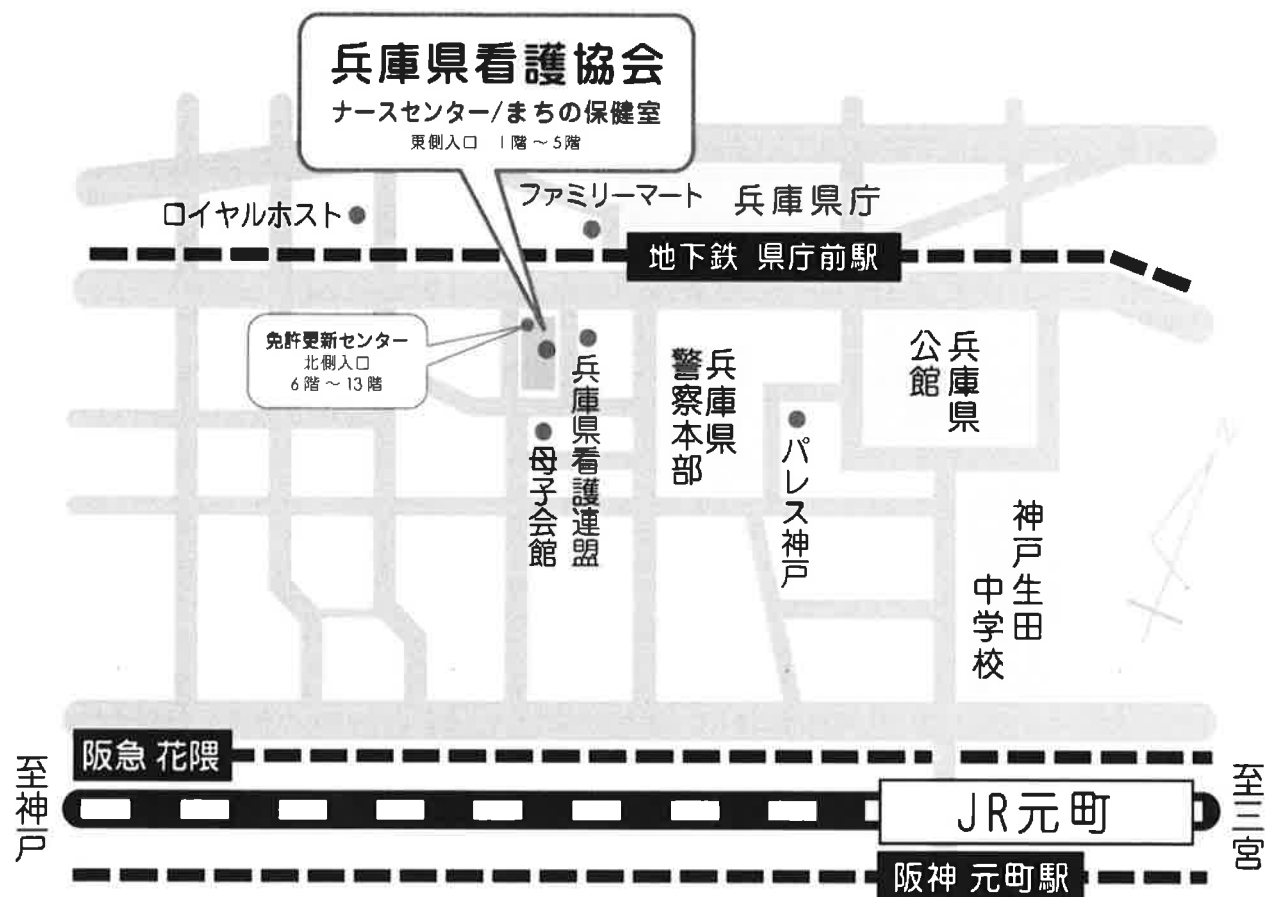 兵庫県看護協会
ナースセンター/まちの保健室
東側入口 1階～5階
ファミリーマート
兵庫県庁
ロイヤルホスト
地下鉄 県庁前駅
免許更新センター
北側入口
6階～13階
兵庫県看護連盟
母子会館
兵庫県
警察本部
パレス神戸
兵庫県
公館
神戸生田
中学校
阪急 花隈
至神戸
JR元町
至三宮
阪神 元町駅